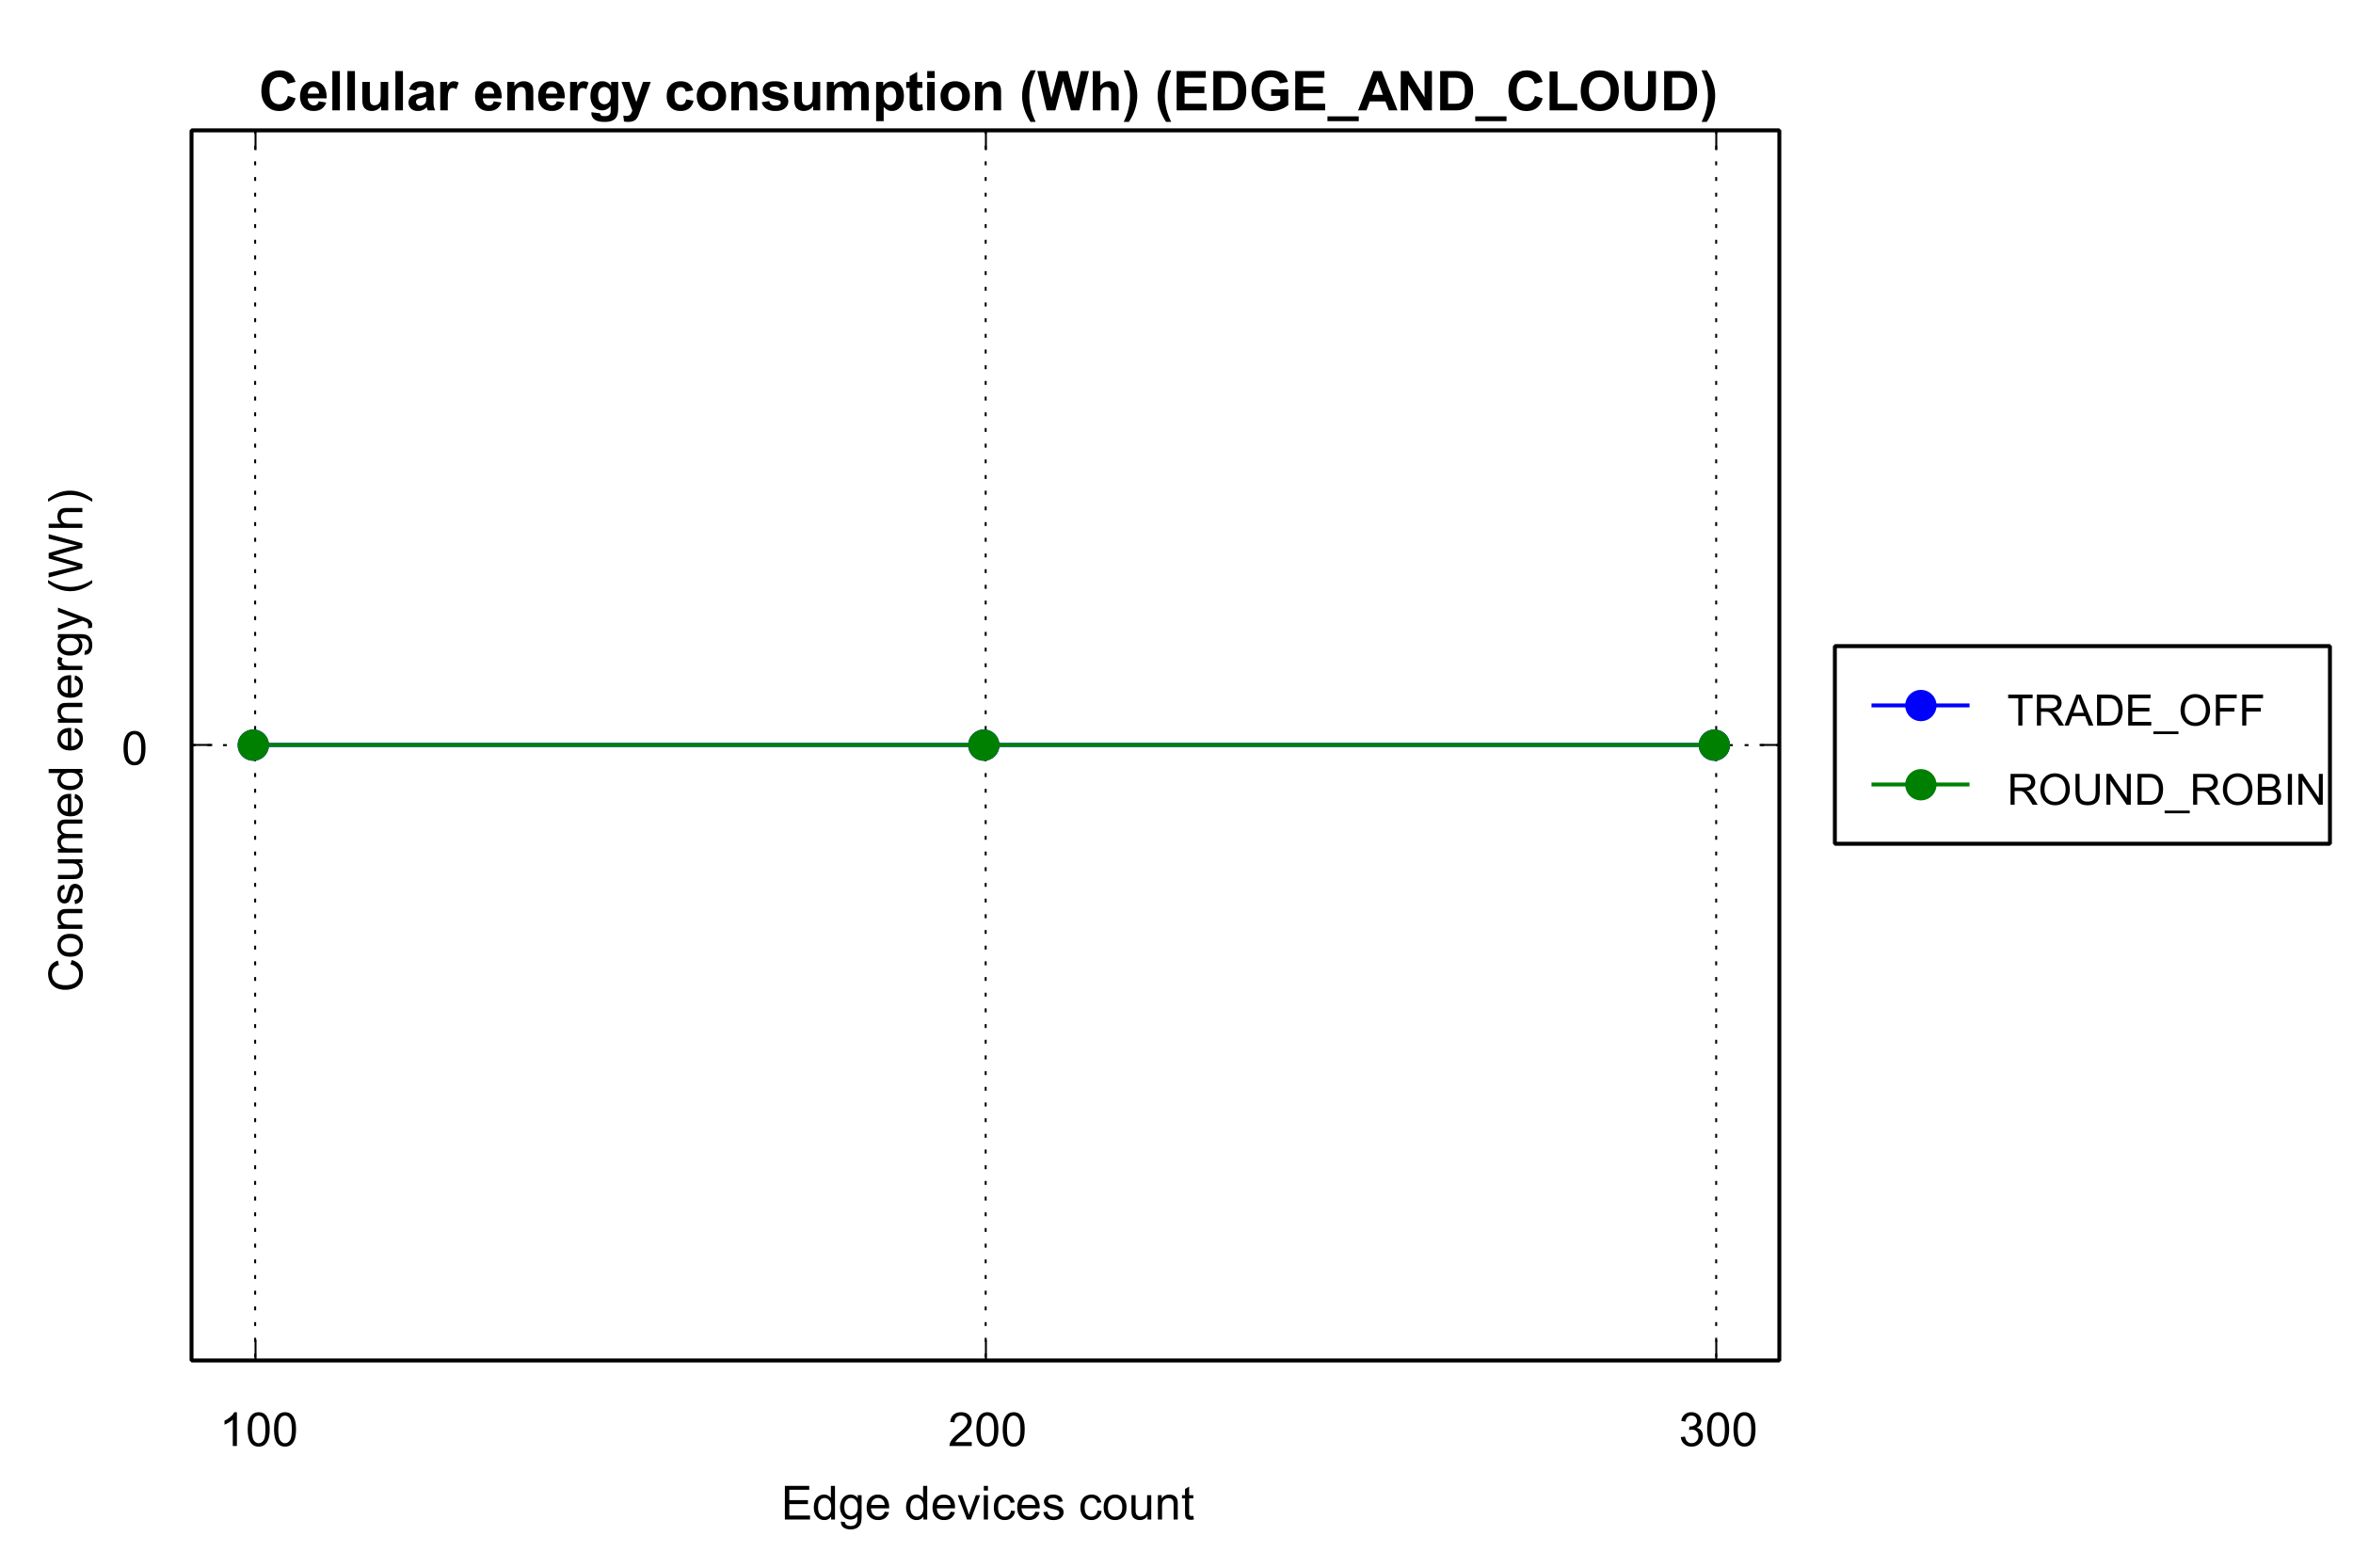 Cellular energy consumption (Wh) (EDGE_AND_CLOUD)
Consumed energy (Wh)
0
TRADE_OFF
ROUND_ROBIN
100 200 300
Edge devices count